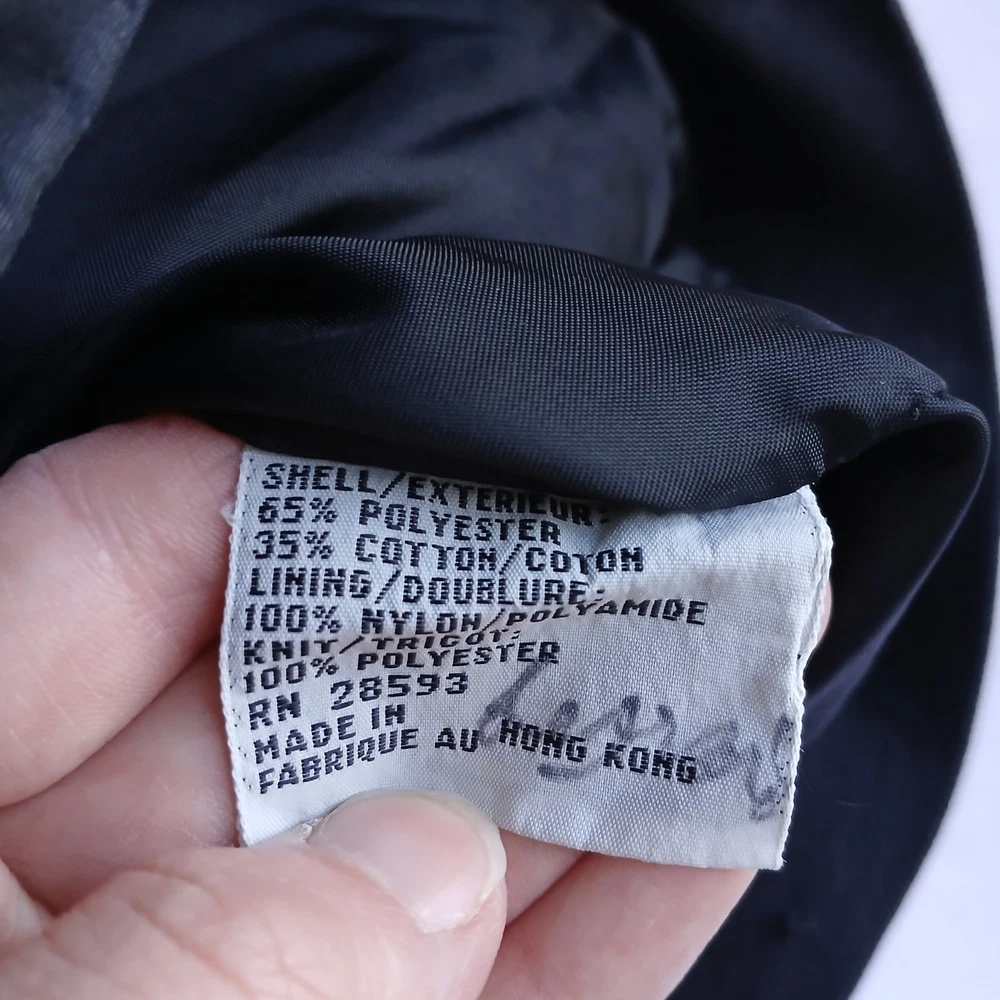 SHELL/EXTERIEUR:
65% POLYESTER
35% COTTON/COTON
LINING/DOUBLURE:
100% NYLON/POLYAMIDE
KNIT/TRICOT:
100% POLYESTER
RN 28593
MADE IN
FABRIQUE AU HONG KONG